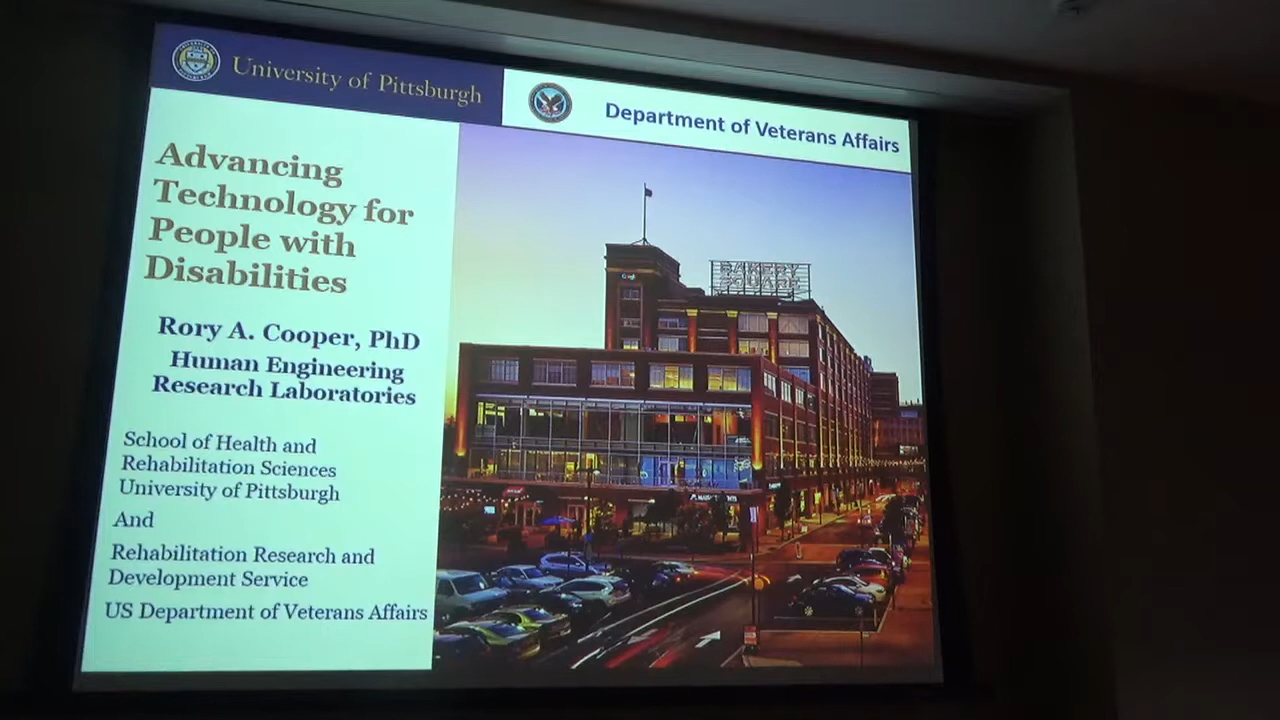 University of Pittsburgh
Department of Veterans Affairs
Advancing
Technology for
People with
Disabilities
Rory A. Cooper, PhD
Human Engineering
Research Laboratories
School of Health and
Rehabilitation Sciences
University of Pittsburgh
And
Rehabilitation Research and
Development Service
US Department of Veterans Affairs
BAKERY
SQUARE